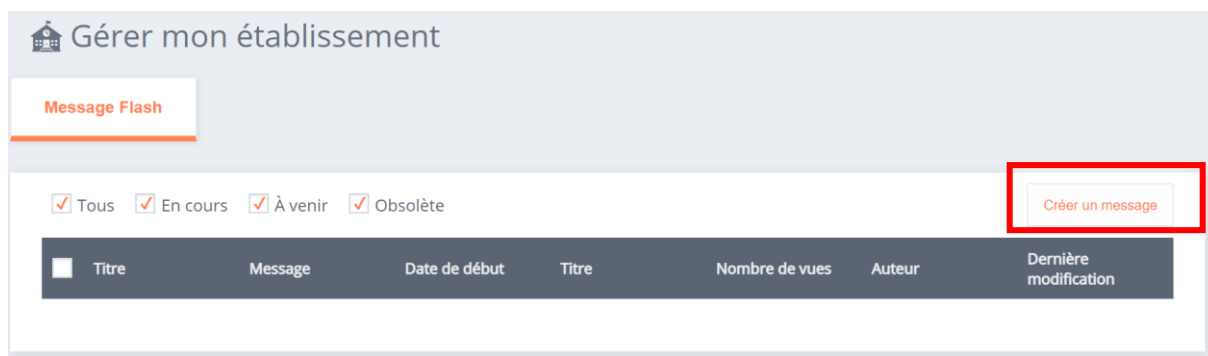 Gérer mon établissement
Message Flash
Tous En cours À venir Obsolète Créer un message
Titre Message Date de début Titre Nombre de vues Auteur Dernière
modification